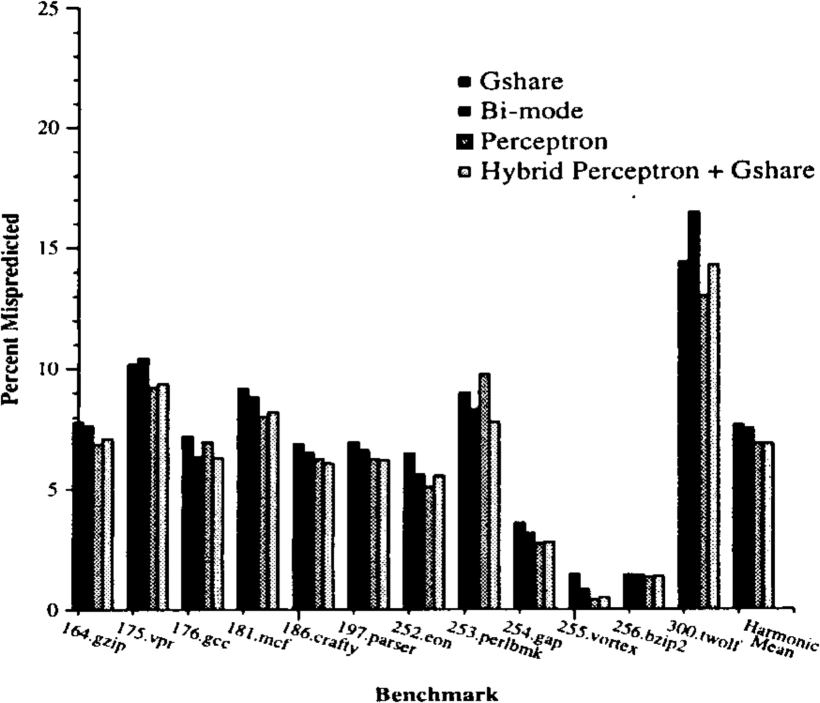 25
20
15
10
5
0
Percent Mispredicted
Gshare
Bi-mode
Perceptron
Hybrid Perceptron + Gshare
164.gzip
175.vpr
176.gcc
181.mcf
186.crafty
197.parser
252.eon
253.perlbmk
254.gap
255.vortex
256.bzip2
300.twolf
Harmonic
Mean
Benchmark